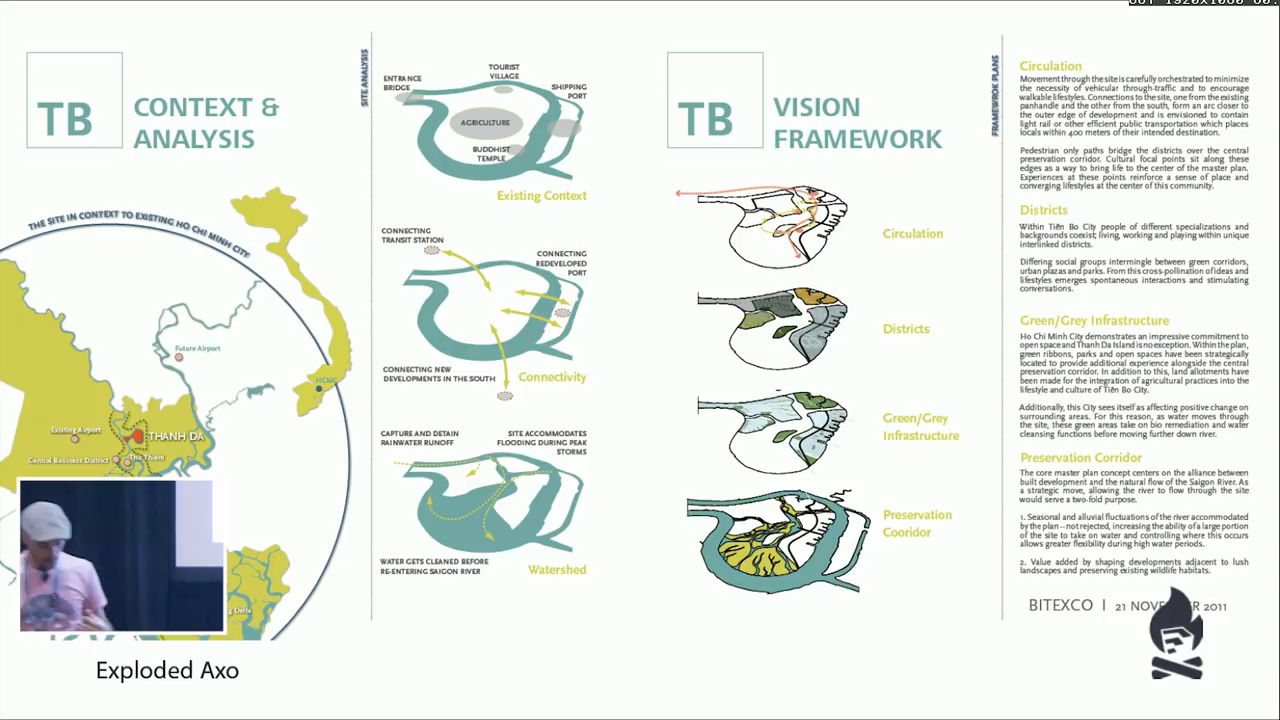 TB
CONTEXT &
ANALYSIS
THE SITE IN CONTEXT TO EXISTING HO CHI MINH CITY
Future Airport
HCMC
Existing Airport
THANH DA
Central Business District
Thu Thiem
Delta
Exploded Axo
SITE ANALYSIS
ENTRANCE
BRIDGE
TOURIST
VILLAGE
SHIPPING
PORT
AGRICULTURE
BUDDHIST
TEMPLE
Existing Context
CONNECTING
TRANSIT STATION
CONNECTING
REDEVELOPED
PORT
CONNECTING NEW
DEVELOPMENTS IN THE SOUTH
Connectivity
CAPTURE AND DETAIN
RAINWATER RUNOFF
SITE ACCOMMODATES
FLOODING DURING PEAK
STORMS
WATER GETS CLEANED BEFORE
RE-ENTERING SAIGON RIVER
Watershed
TB
VISION
FRAMEWORK
Circulation
Districts
Green/Grey
Infrastructure
Preservation
Cooridor
FRAMEWROK PLANS
Circulation
Movement through the site is carefully orchestrated to minimize
the necesity of vehicular through-traffic and to encourage
walkable lifestyles. Connections to the site, one from the existing
panhandle and the other from the south, form an arc closer to
the outer edge of development and is envisioned to contain
light rail or other efficient public transportation which places
locals within 400 meters of their intended destination.
Pedestrian only paths bridge the districts over the central
preservation corridor. Cultural focal points sit along these
edges as a way to bring life to the center of the master plan.
Experiences at these points reinforce a sense of place and
converging lifestyles at the center of this community.
Districts
Within Tiên Bo City people of different specializations and
backgrounds coexist; living, working and playing within unique
interlinked districts.
Differing social groups intermingle between green corridors,
urban plazas and parks. From this cross-pollination of ideas and
lifestyles emerges spontaneous interactions and stimulating
conversations.
Green/Grey Infrastructure
Ho Chi Minh City demonstrates an impressive commitment to
open space and Thanh Da Island is no exception. Within the plan,
green ribbons, parks and open spaces have been strategically
located to provide additional experience alongside the central
preservation corridor. In addition to this, land allotments have
been made for the integration of agricultural practices into the
lifestyle and culture of Tiên Bo City.
Additionally, this City sees itself as affecting positive change on
surrounding areas. For this reason, as water moves through
the site, these green areas take on bio remediation and water
cleansing functions before moving further down river.
Preservation Corridor
The core master plan concept centers on the alliance between
built development and the natural flow of the Saigon River. As
a strategic move, allowing the river to flow through the site
would serve a two-fold purpose.
1. Seasonal and alluvial fluctuations of the river accommodated
by the plan -- not rejected, increasing the ability of a large portion
of the site to take on water and controlling where this occurs
allows greater flexibility during high water periods.
2. Value added by shaping developments adjacent to lush
landscapes and preserving existing wildlife habitats.
BITEXCO | 21 NOVEMBER 2011